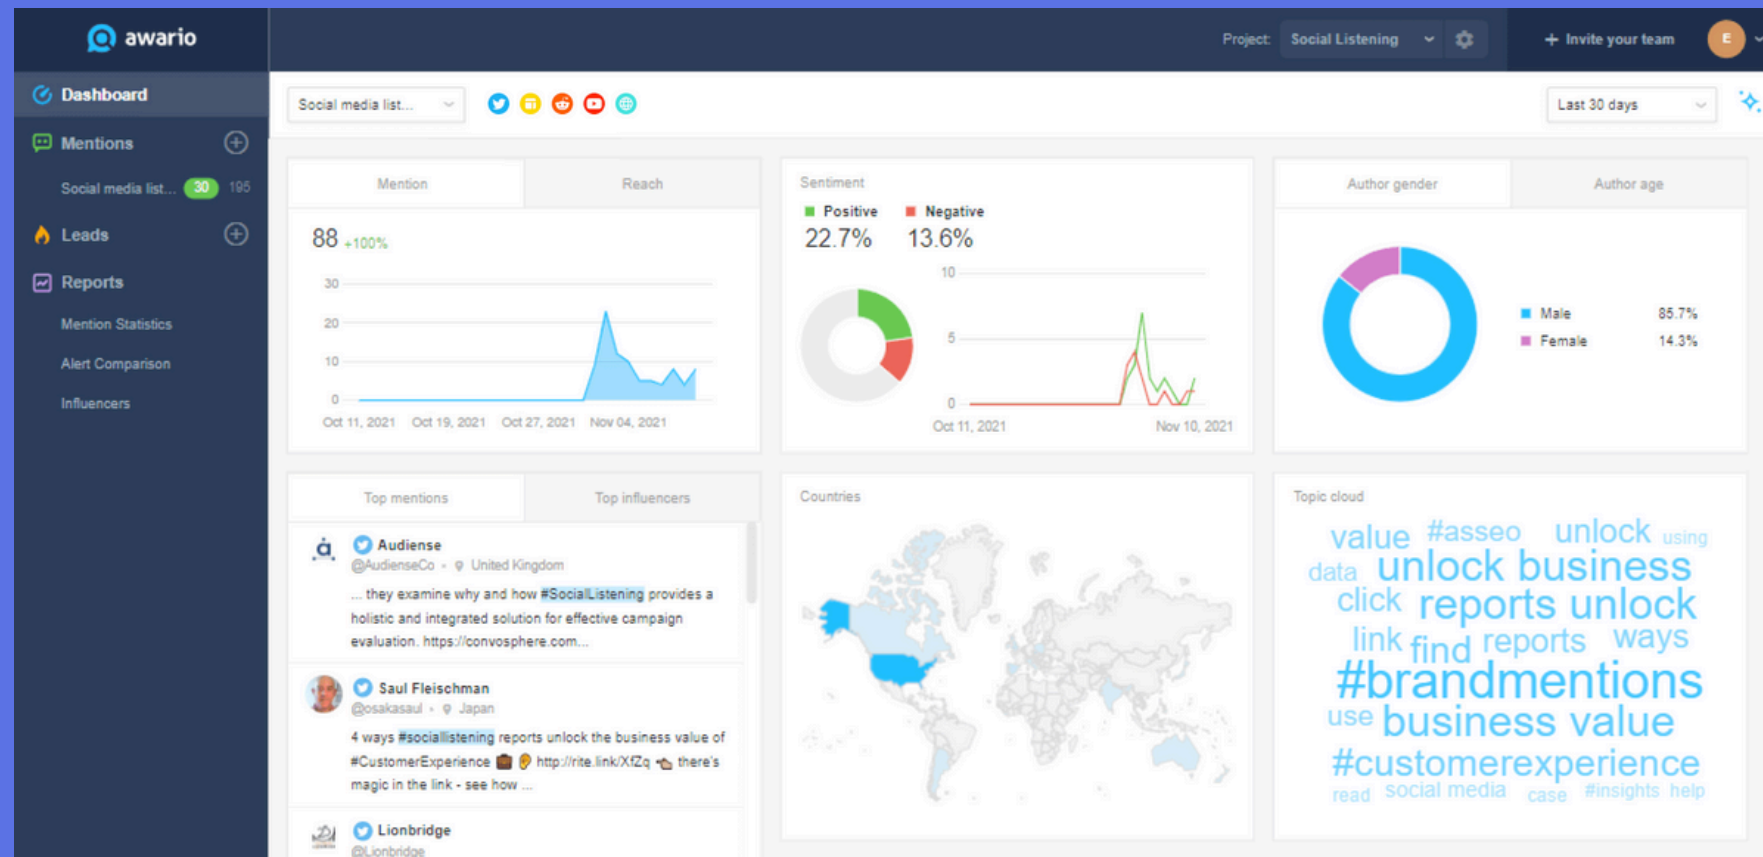 awario
Project: Social Listening
+ Invite your team
E
Dashboard
Mentions
Social media list... 30 195
Leads
Reports
Mention Statistics
Alert Comparison
Influencers
Social media list...
Last 30 days
Mention Reach
88 +100%
30
20
10
0
Oct 11, 2021 Oct 19, 2021 Oct 27, 2021 Nov 04, 2021
Sentiment
Positive Negative
22.7% 13.6%
10
5
0
Oct 11, 2021 Nov 10, 2021
Author gender Author age
Male 85.7%
Female 14.3%
Top mentions Top influencers
Audiense
@AudienseCo • United Kingdom
... they examine why and how #SocialListening provides a
holistic and integrated solution for effective campaign
evaluation. https://convosphere.com...
Saul Fleischman
@osakasaul • Japan
4 ways #sociallistening reports unlock the business value of
#CustomerExperience http://rite.link/XfZq there's
magic in the link - see how ...
Lionbridge
@Lionbridge
Countries
Topic cloud
value #asseo unlock using
data unlock business
click reports unlock
link find reports ways
#brandmentions
use business value
#customerexperience
read social media case #insights help